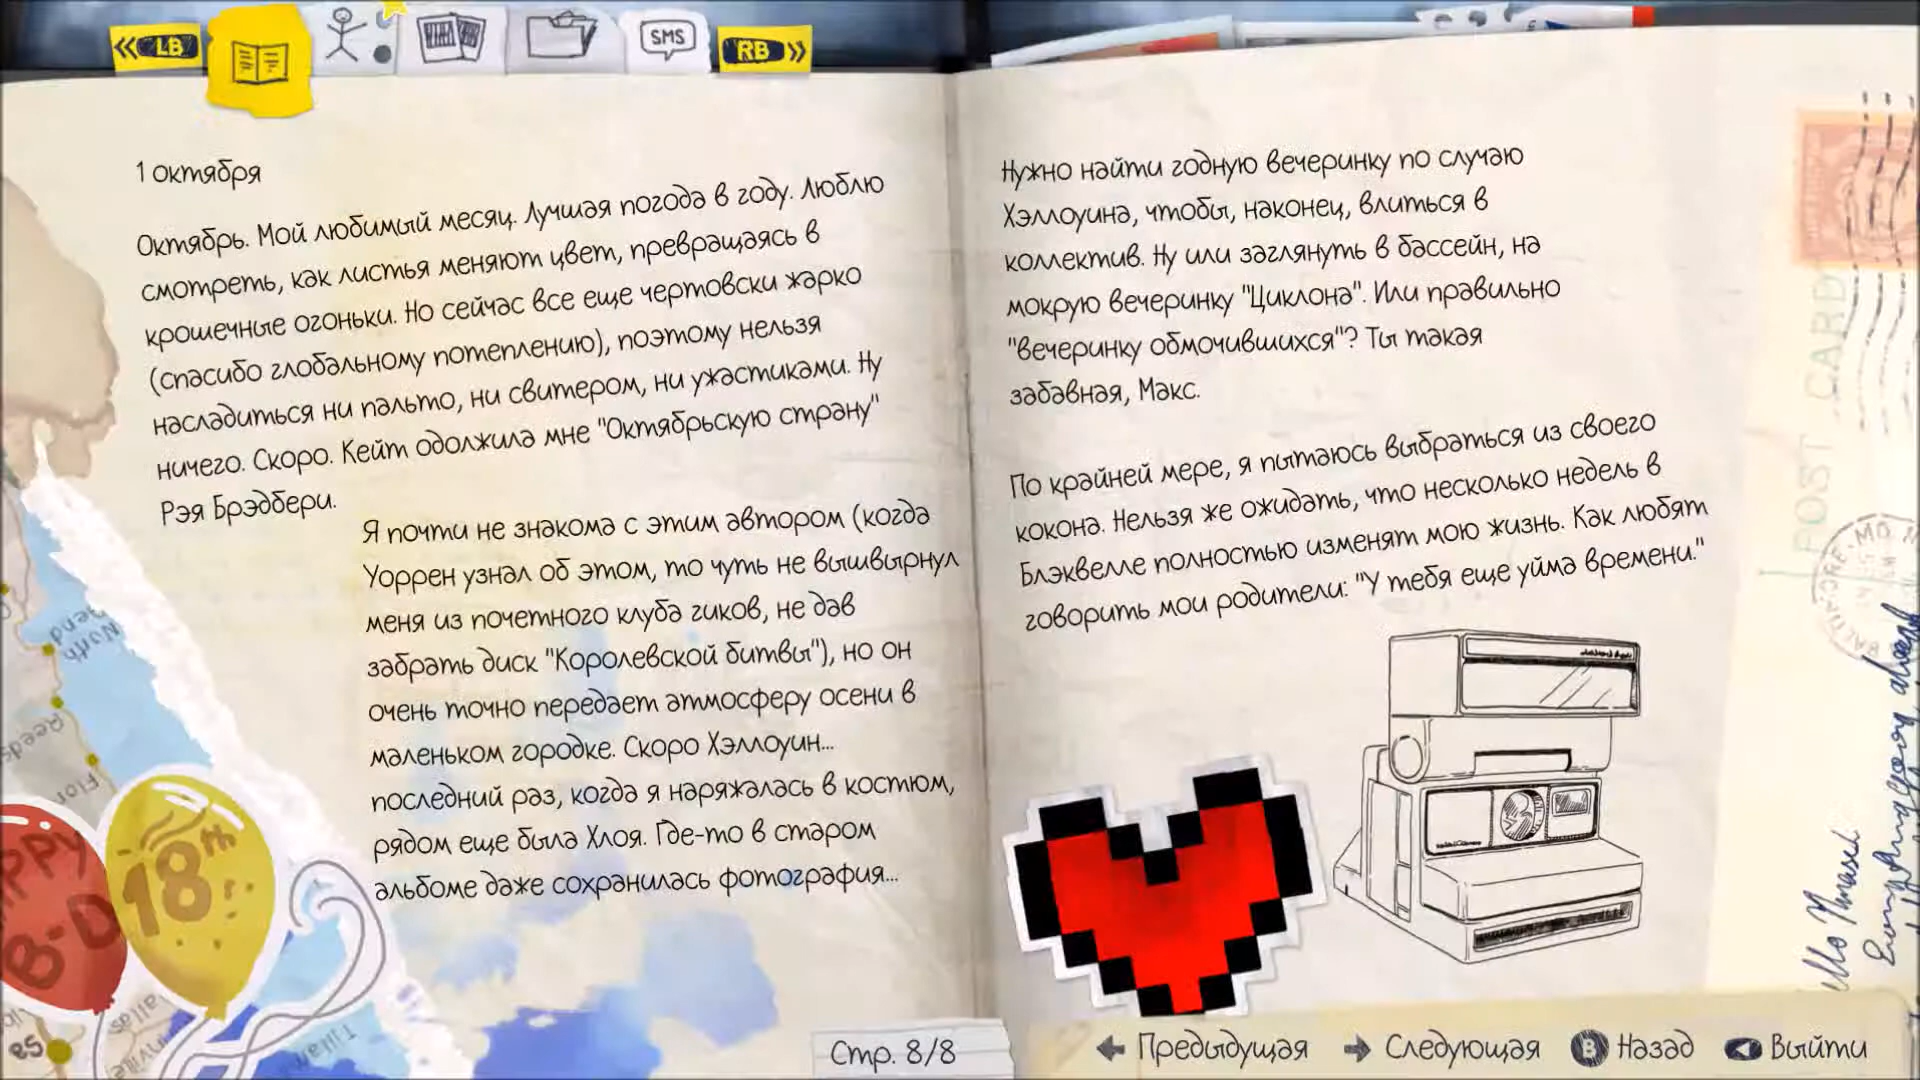 LB
SMS
RB
1 октября
Октябрь. Мой любимый месяц. Лучшая погода в году. Люблю
смотреть, как листья меняют цвет, превращаясь в
крошечные огоньки. Но сейчас все еще чертовски жарко
(спасибо глобальному потеплению), поэтому нельзя
насладиться ни пальто, ни свитером, ни ужастиками. Ну
ничего. Скоро. Кейт одолжила мне "Октябрьскую страну"
Рэя Брэдбери.
Я почти не знакома с этим автором (когда
Уоррен узнал об этом, то чуть не вышвырнул
меня из почетного клуба гиков, не дав
забрать диск "Королевской битвы"), но он
очень точно передает атмосферу осени в
маленьком городке. Скоро Хэллоуин...
последний раз, когда я наряжалась в костюм,
рядом еще была Хлоя. Где-то в старом
альбоме даже сохранилась фотография...
Нужно найти годную вечеринку по случаю
Хэллоуина, чтобы, наконец, влиться в
коллектив. Ну или заглянуть в бассейн, на
мокрую вечеринку "Циклона". Или правильно
"вечеринку обмочившихся"? Ты такая
забавная, Макс.
По крайней мере, я пытаюсь выбраться из своего
кокона. Нельзя же ожидать, что несколько недель в
Блэквелле полностью изменят мою жизнь. Как любят
говорить мои родители: "У тебя еще уйма времени."
POST CARD
North
Bend
B-D
18th
Стр. 8/8
Предыдущая
Следующая
B Назад
Выйти